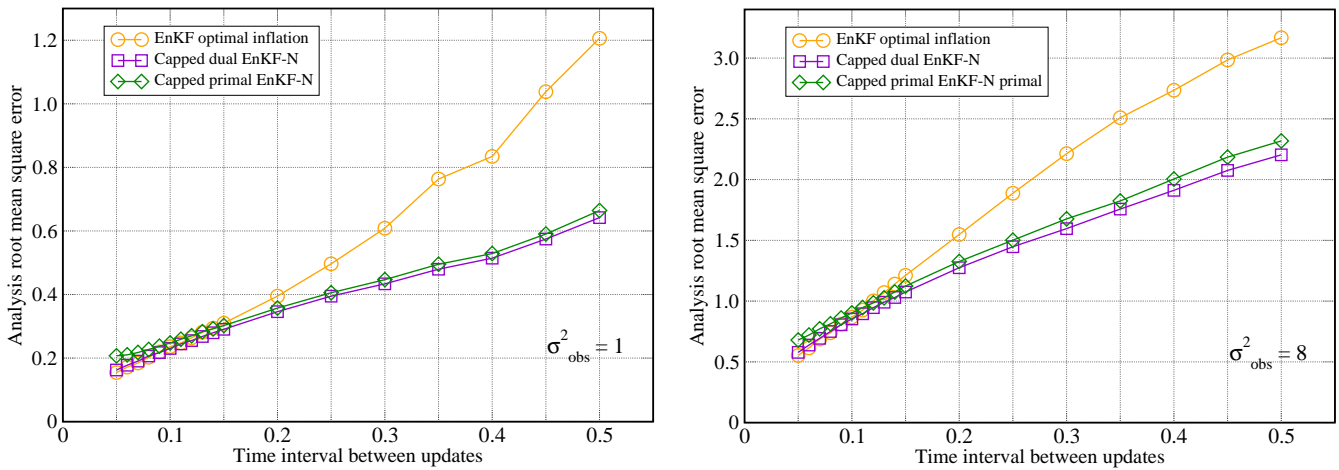 EnKF optimal inflation
Capped dual EnKF-N
Capped primal EnKF-N
Analysis root mean square error
1.2
1.0
0.8
0.6
0.4
0.2
0
σ²obs = 1
0 0.1 0.2 0.3 0.4 0.5
Time interval between updates
EnKF optimal inflation
Capped dual EnKF-N
Capped primal EnKF-N primal
Analysis root mean square error
3.0
2.5
2.0
1.5
1.0
0.5
0
σ²obs = 8
0 0.1 0.2 0.3 0.4 0.5
Time interval between updates